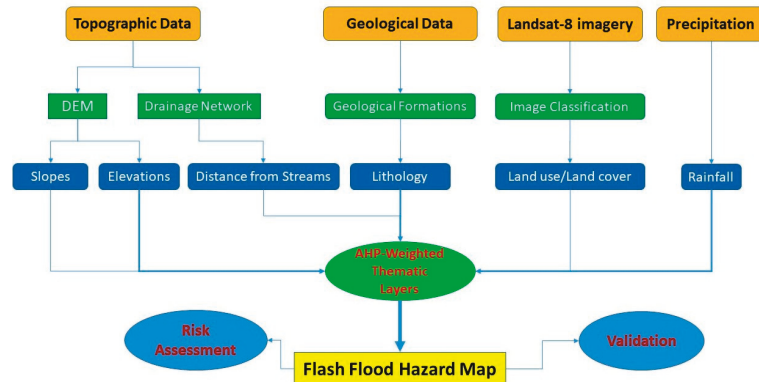 Topographic Data
Geological Data
Landsat-8 imagery
Precipitation
DEM
Drainage Network
Geological Formations
Image Classification
Slopes
Elevations
Distance from Streams
Lithology
Land use/Land cover
Rainfall
AHP-Weighted
Thematic
Layers
Risk
Assessment
Validation
Flash Flood Hazard Map